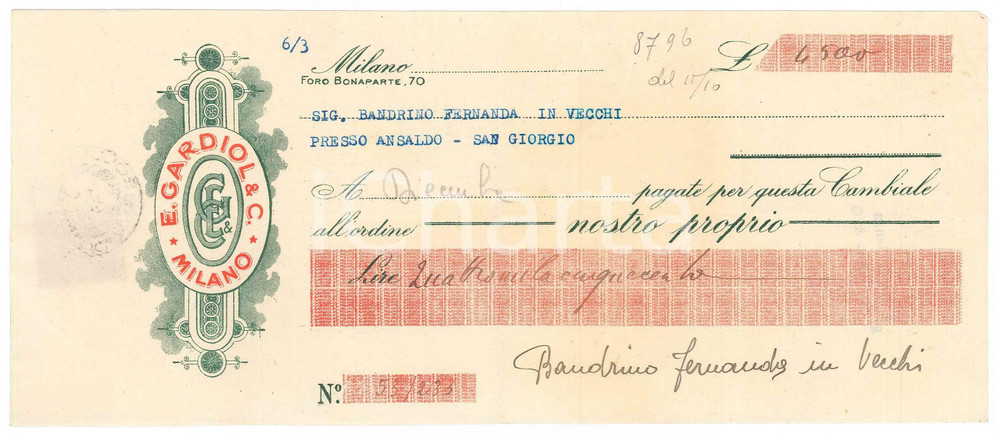 E. GARDIOL & C.
MILANO
6/3
Milano
FORO BONAPARTE, 70
8796
del 15/10
£ 4500
SIG. BANDRINO FERNANDA IN VECCHI
PRESSO ANSALDO - SAN GIORGIO
A Dicembre pagate per questa Cambiale
all'ordine nostro proprio
Lire Quattromilacinquecento
Bandrino Fernanda in Vecchi
Nº.